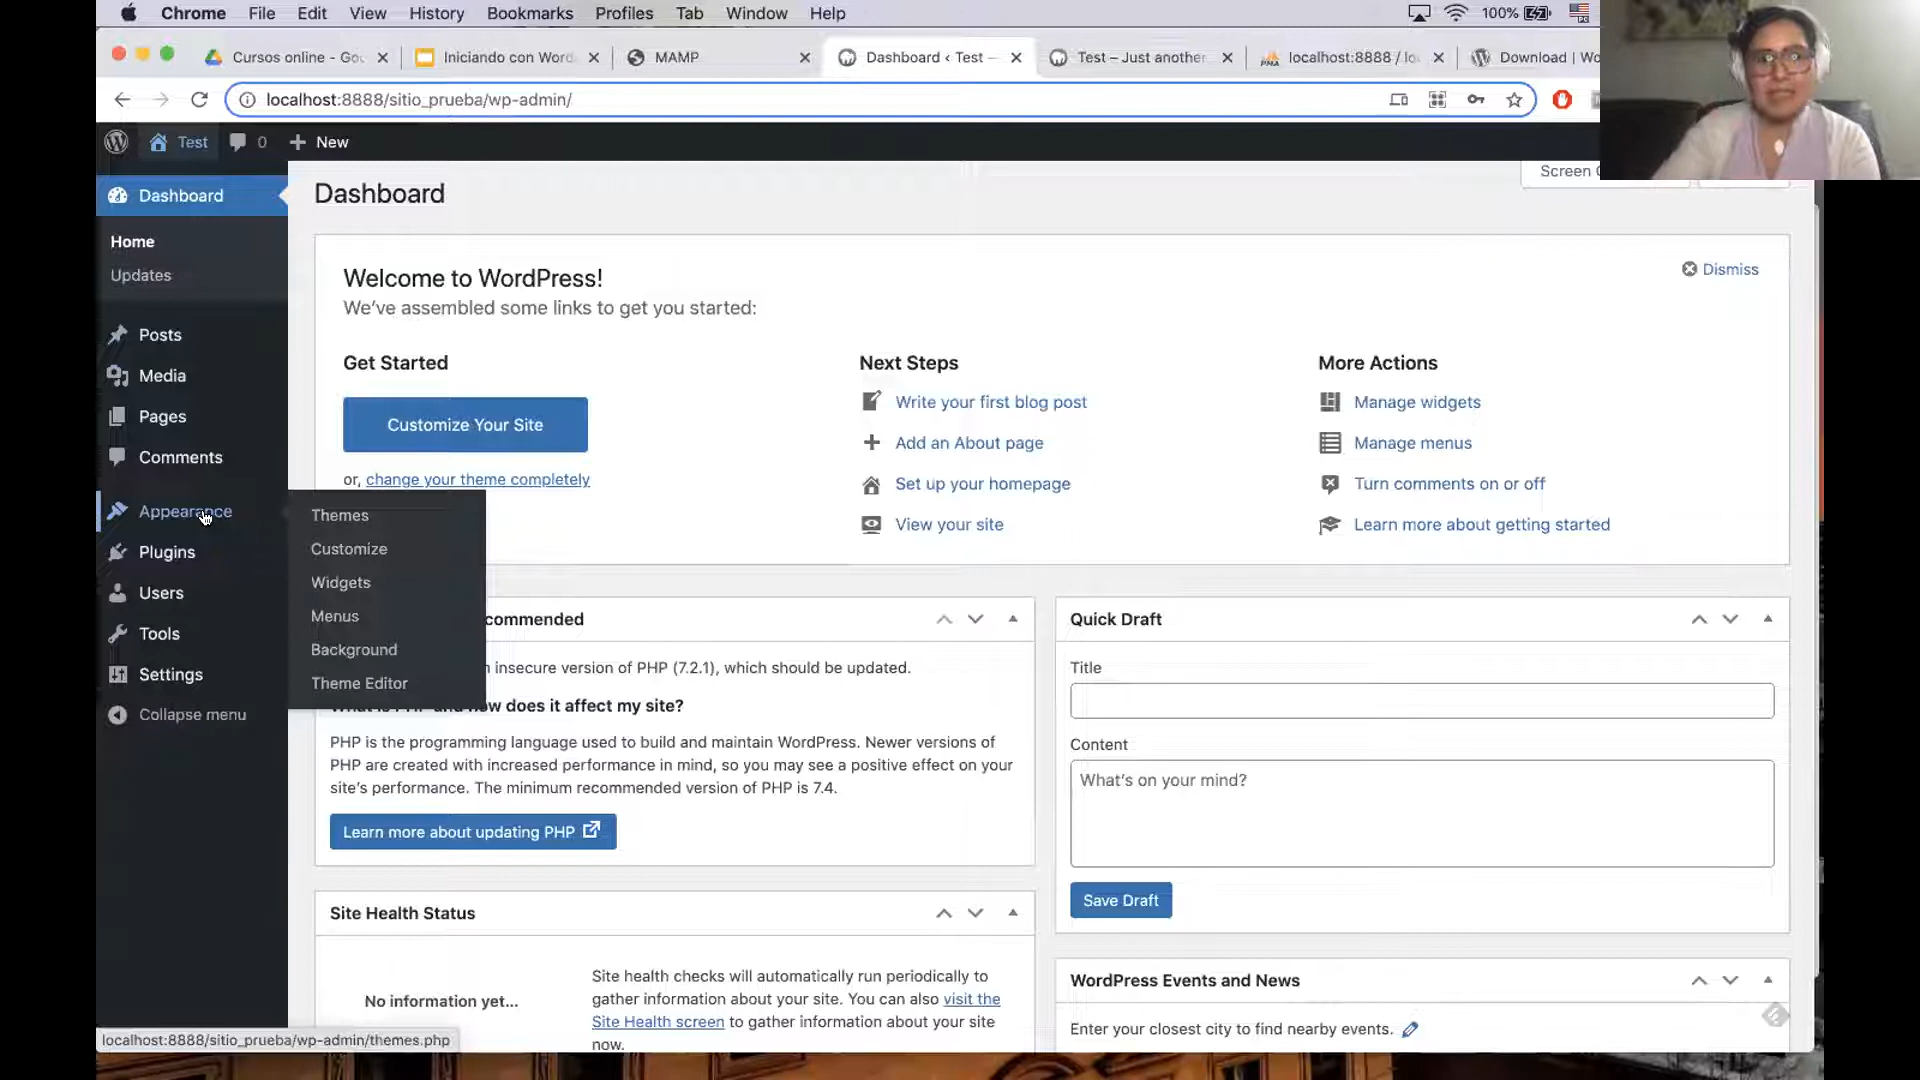 Chrome File Edit View History Bookmarks Profiles Tab Window Help 100%
Cursos online - Goo Iniciando con Word MAMP Dashboard ‹ Test — Test – Just another localhost:8888 / lo Download | Wo
localhost:8888/sitio_prueba/wp-admin/
Test 0 New
Screen
Dashboard
Home
Updates
Posts
Media
Pages
Comments
Appearance
Plugins
Users
Tools
Settings
Collapse menu
Themes
Customize
Widgets
Menus
Background
Theme Editor
Dashboard
Welcome to WordPress!
Dismiss
We've assembled some links to get you started:
Get Started
Customize Your Site
or, change your theme completely
Next Steps
Write your first blog post
Add an About page
Set up your homepage
View your site
More Actions
Manage widgets
Manage menus
Turn comments on or off
Learn more about getting started
commended
insecure version of PHP (7.2.1), which should be updated.
does it affect my site?
PHP is the programming language used to build and maintain WordPress. Newer versions of
PHP are created with increased performance in mind, so you may see a positive effect on your
site's performance. The minimum recommended version of PHP is 7.4.
Learn more about updating PHP
Site Health Status
No information yet...
Site health checks will automatically run periodically to
gather information about your site. You can also visit the
Site Health screen to gather information about your site
now.
Quick Draft
Title
Content
What's on your mind?
Save Draft
WordPress Events and News
Enter your closest city to find nearby events.
localhost:8888/sitio_prueba/wp-admin/themes.php